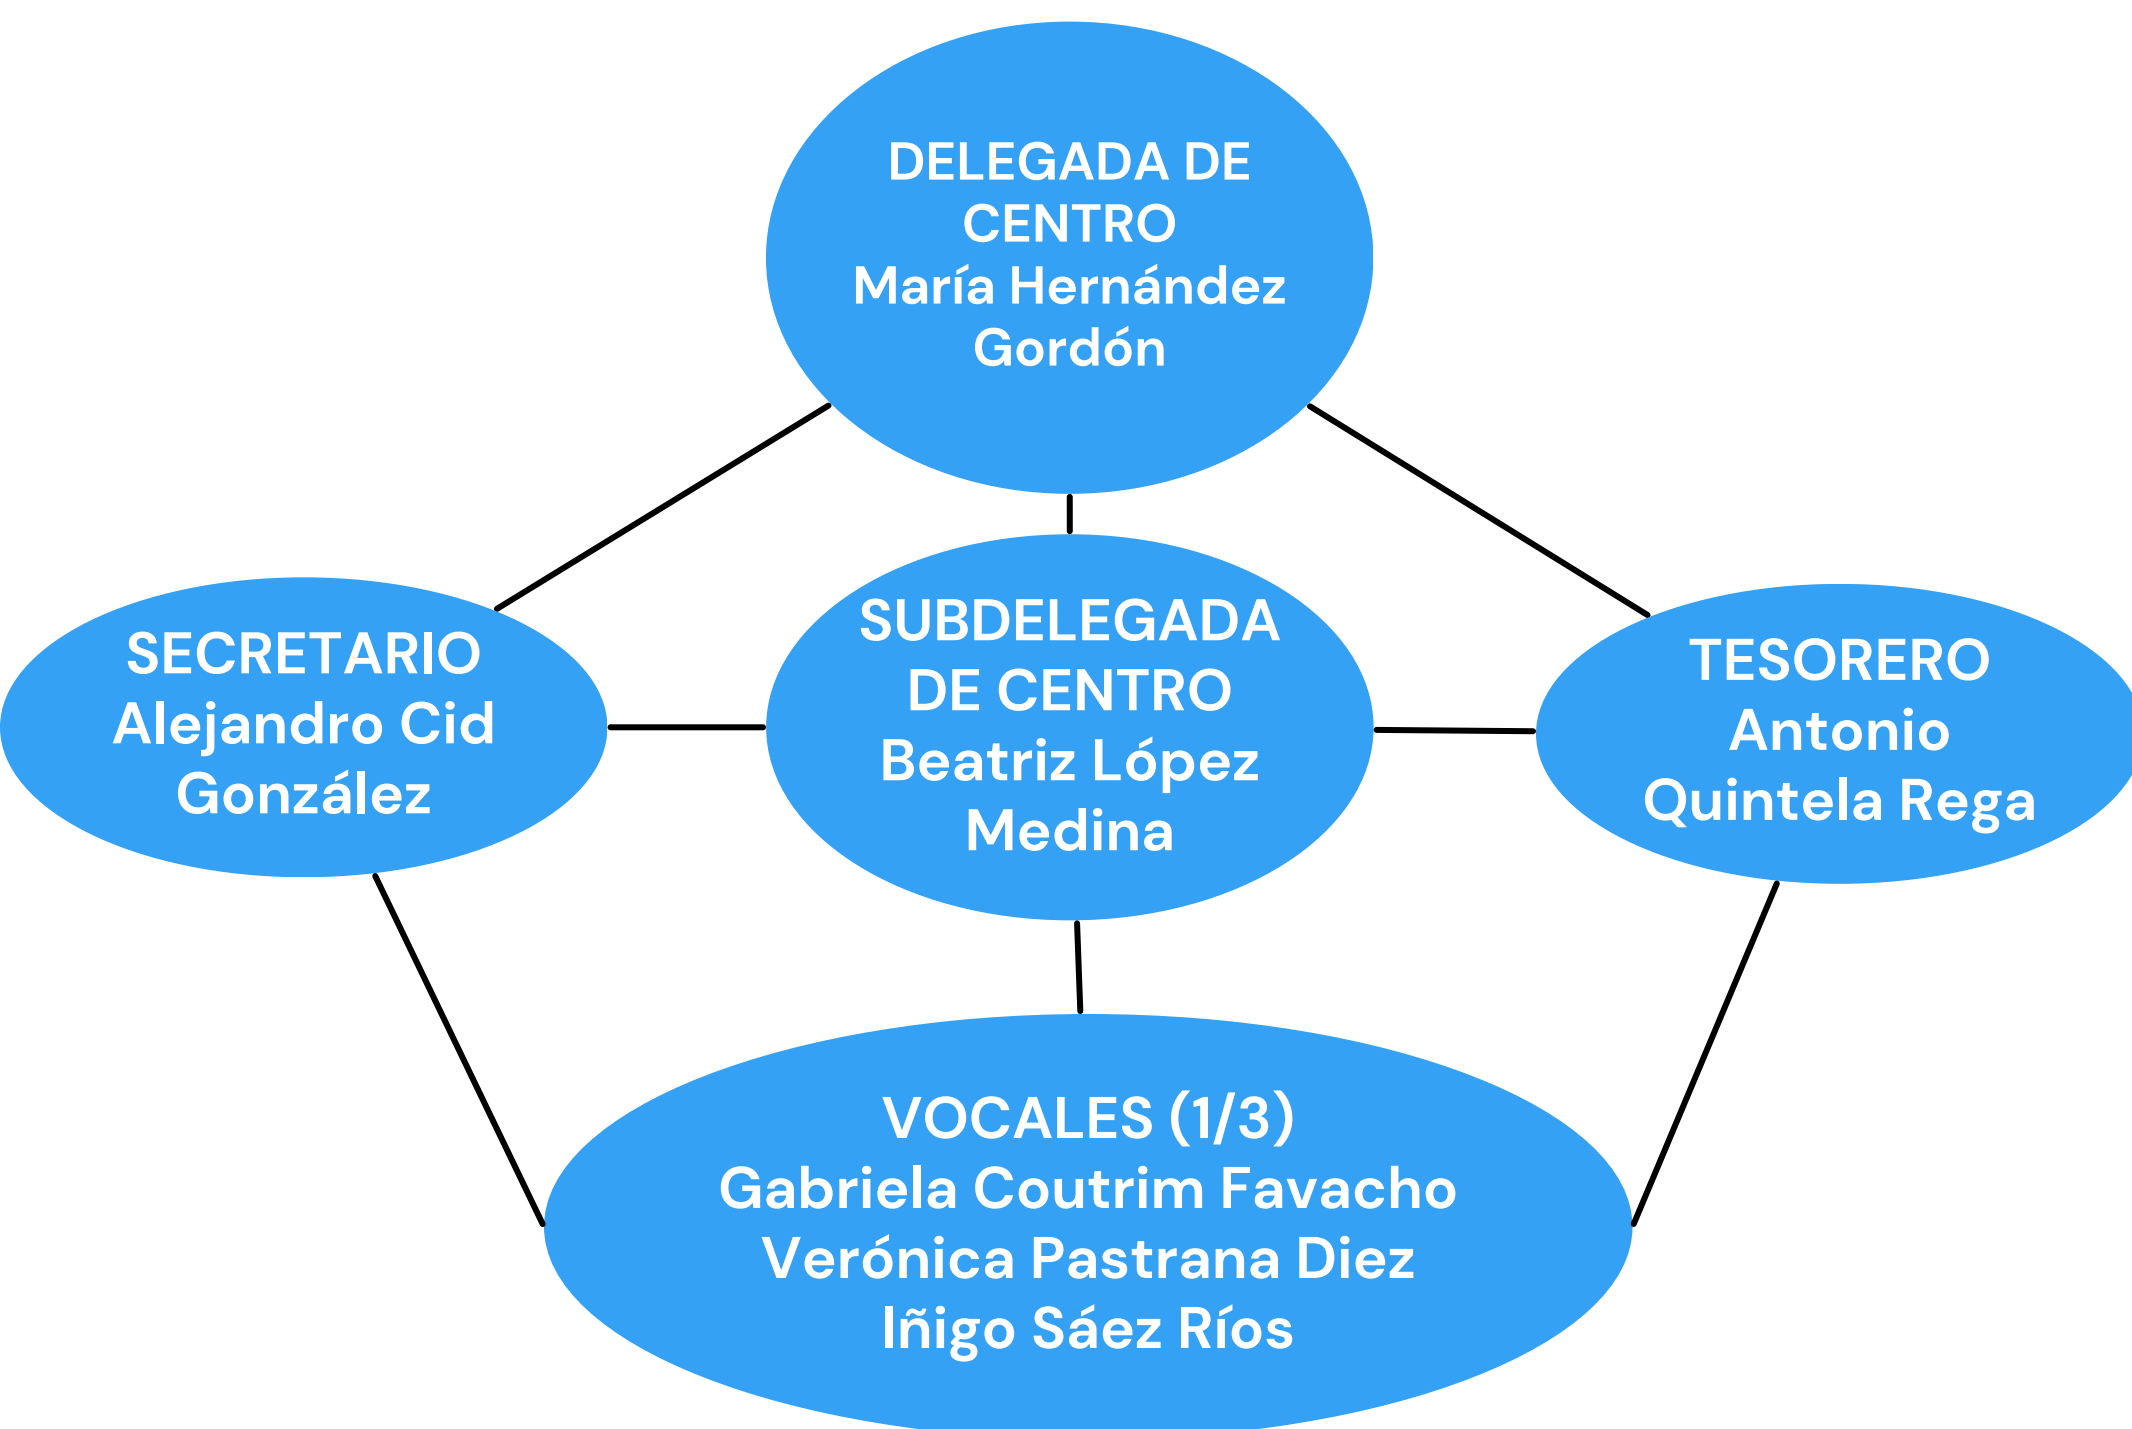 DELEGADA DE
CENTRO
María Hernández
Gordón
SECRETARIO
Alejandro Cid
González
SUBDELEGADA
DE CENTRO
Beatriz López
Medina
TESORERO
Antonio
Quintela Rega
VOCALES (1/3)
Gabriela Coutrim Favacho
Verónica Pastrana Diez
Iñigo Sáez Ríos